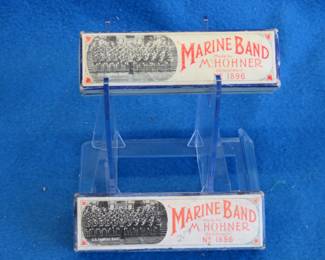 MARINE BAND
M. HOHNER
No 1896
MARINE BAND
M. HOHNER
No 1896